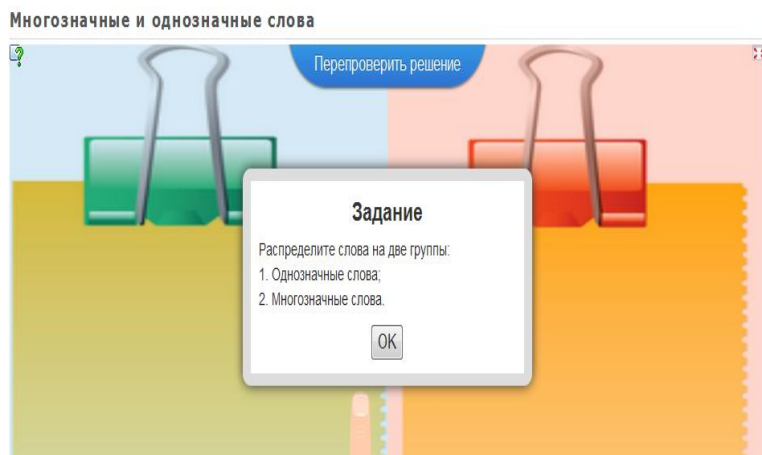 Многозначные и однозначные слова
Перепроверить решение
Задание
Распределите слова на две группы:
1. Однозначные слова;
2. Многозначные слова.
OK